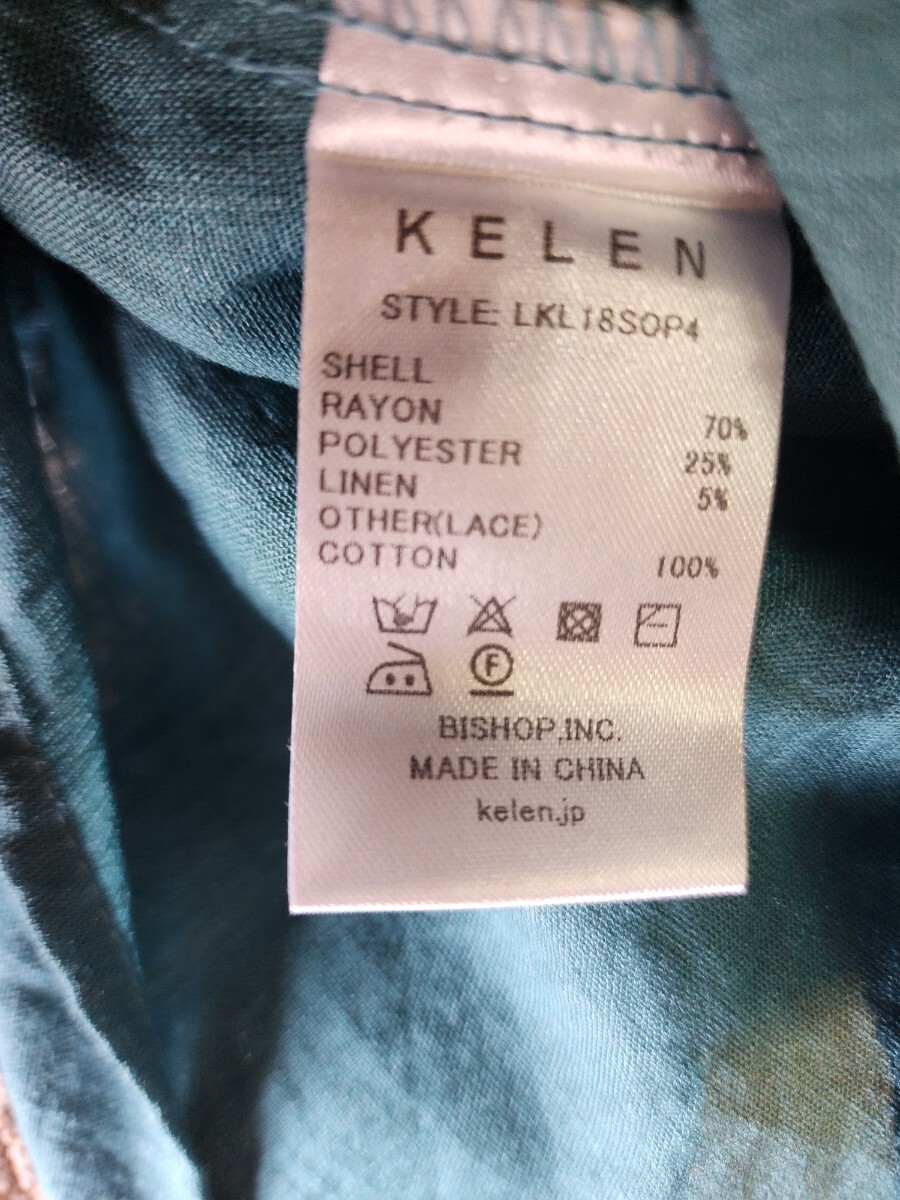 KELEN
STYLE: LKL18SOP4
SHELL
RAYON 70%
POLYESTER 25%
LINEN 5%
OTHER(LACE)
COTTON 100%
F
BISHOP,INC.
MADE IN CHINA
kelen.jp